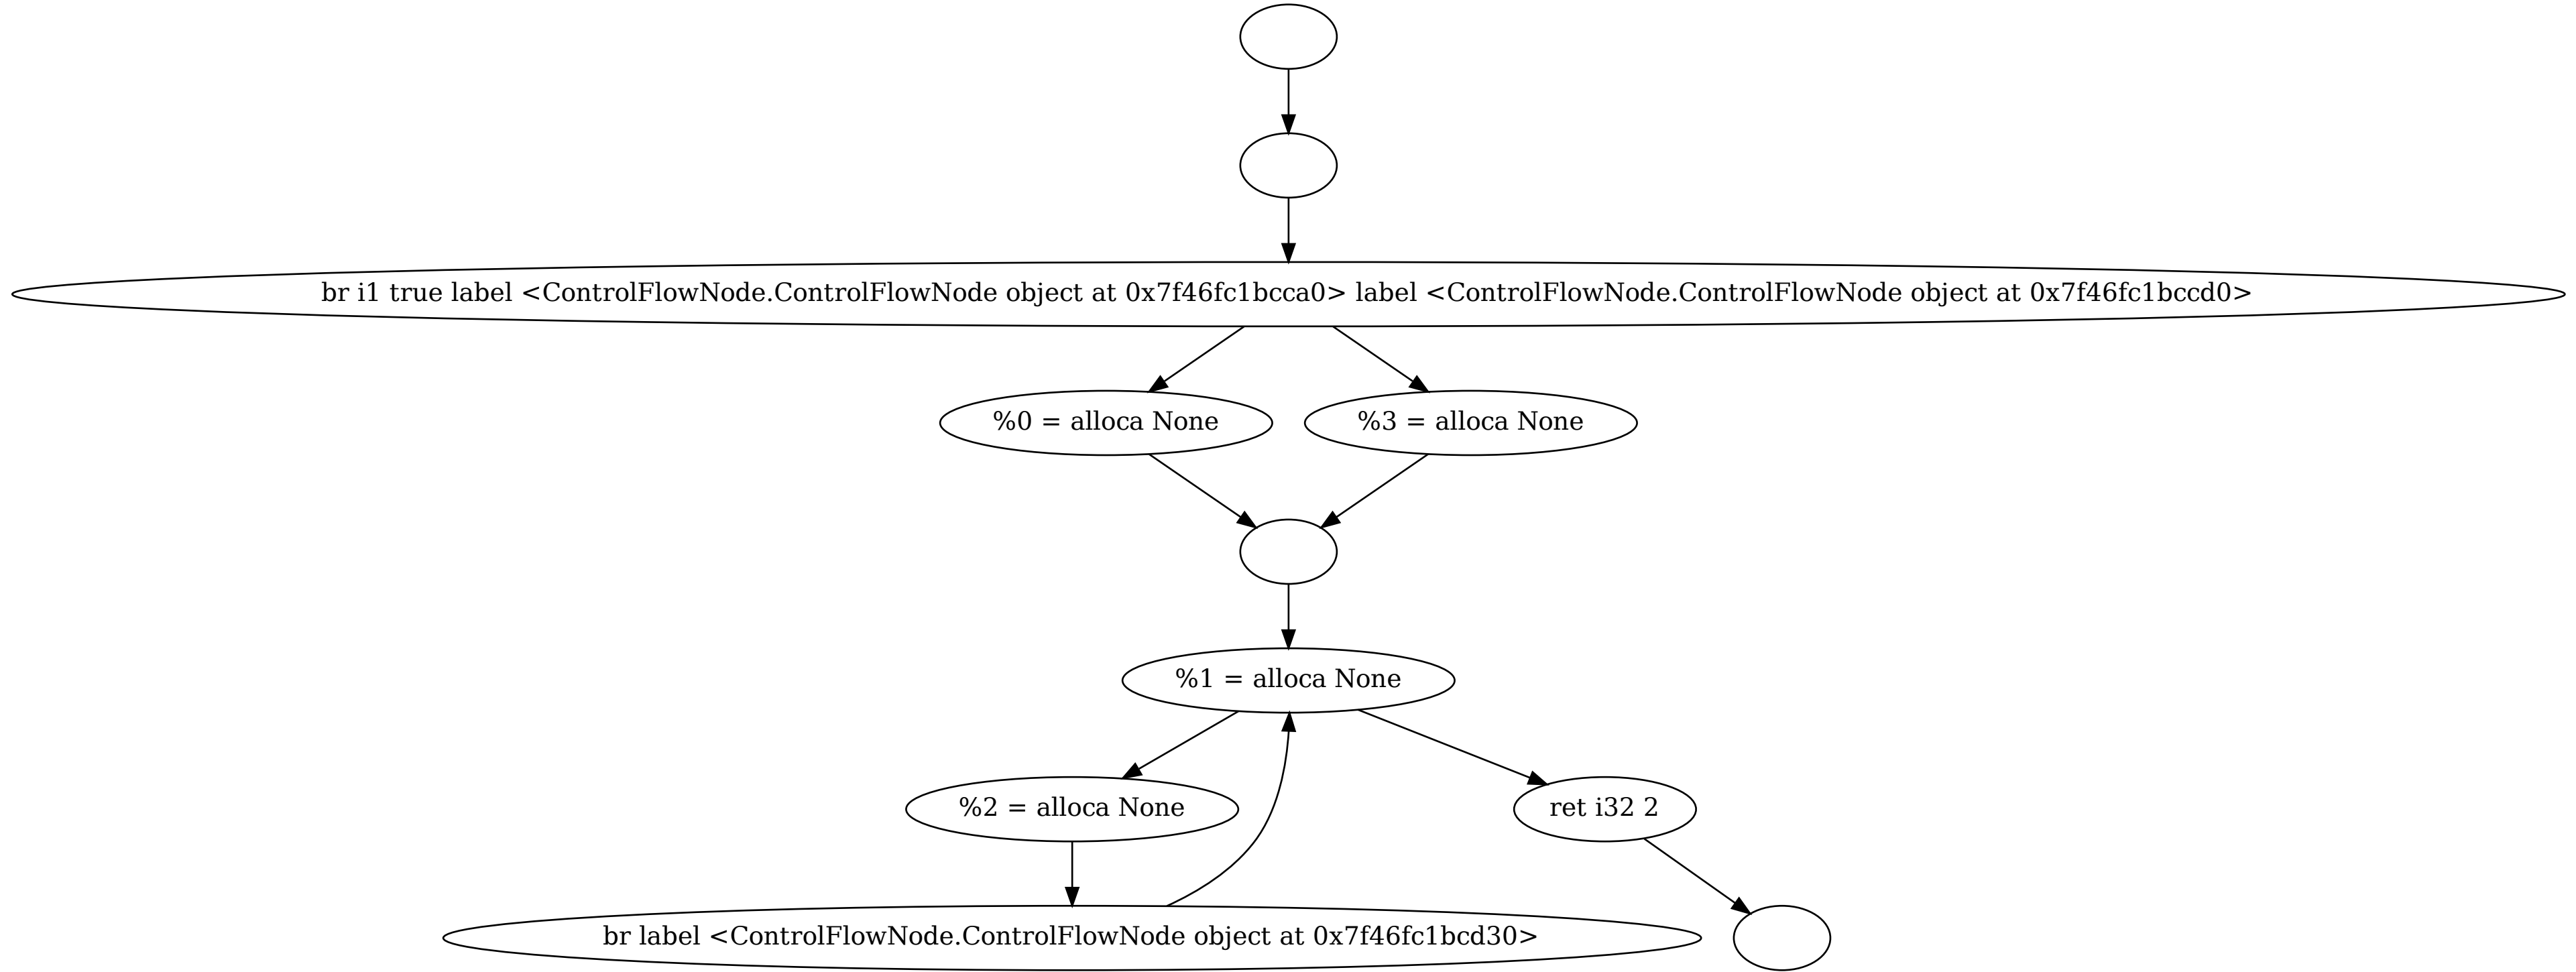 br i1 true label <ControlFlowNode.ControlFlowNode object at 0x7f46fc1bcca0> label <ControlFlowNode.ControlFlowNode object at 0x7f46fc1bccd0>
%0 = alloca None
%3 = alloca None
%1 = alloca None
%2 = alloca None
ret i32 2
br label <ControlFlowNode.ControlFlowNode object at 0x7f46fc1bcd30>